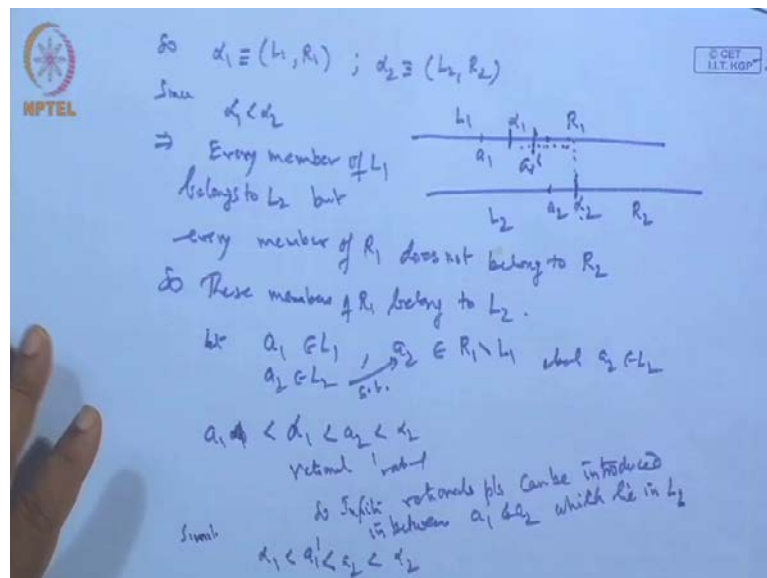 So α₁ ≡ (L₁, R₁) ; α₂ ≡ (L₂, R₂)
© CET
I.I.T. KGP
NPTEL
Since α₁ < α₂
L₁ α₁ R₁
a₁ a₁'
⇒ Every member of L₁
belongs to L₂ but
L₂ a₂ α₂ R₂
every member of R₁ does not belong to R₂
So These members of R₁ belong to L₂.
let a₁ ∈ L₁ , a₂ ∈ R₁ \ L₁ and a₂ ∈ L₂
a₂ ∈ L₂ s.t.
a₁ < α₁ < a₂ < α₂
rational
So Infinite rationals pts can be introduced
in between a₁ & a₂ which lie in L₂
α₁ < a₁' < a₂ < α₂